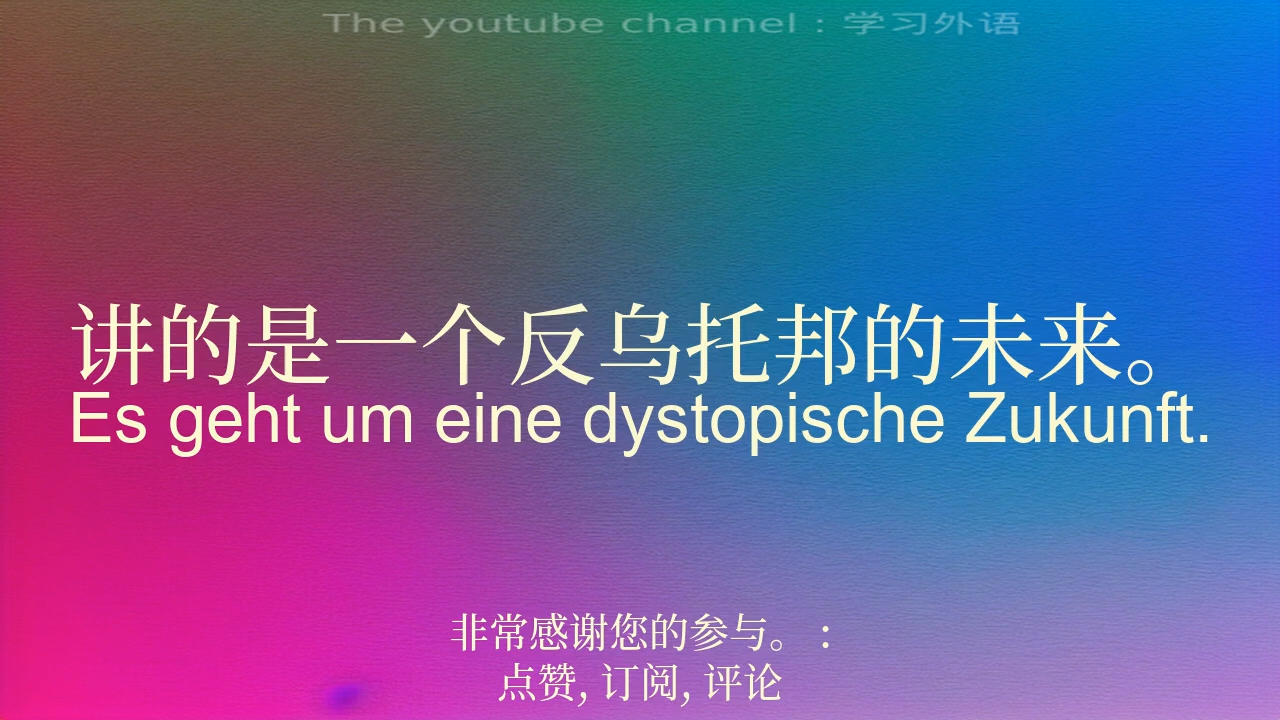 The youtube channel : 学习外语
讲的是一个反乌托邦的未来。
Es geht um eine dystopische Zukunft.
非常感谢您的参与。 :
点赞, 订阅, 评论